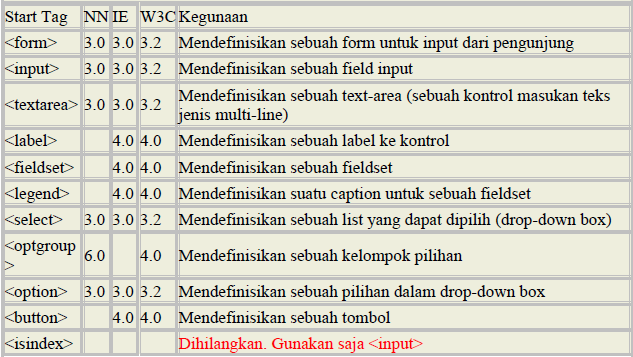 Start Tag NN IE W3C Kegunaan
<form> 3.0 3.0 3.2 Mendefinisikan sebuah form untuk input dari pengunjung
<input> 3.0 3.0 3.2 Mendefinisikan sebuah field input
<textarea> 3.0 3.0 3.2 Mendefinisikan sebuah text-area (sebuah kontrol masukan teks
jenis multi-line)
<label> 4.0 4.0 Mendefinisikan sebuah label ke kontrol
<fieldset> 4.0 4.0 Mendefinisikan sebuah fieldset
<legend> 4.0 4.0 Mendefinisikan suatu caption untuk sebuah fieldset
<select> 3.0 3.0 3.2 Mendefinisikan sebuah list yang dapat dipilih (drop-down box)
<optgroup
> 6.0 4.0 Mendefinisikan sebuah kelompok pilihan
<option> 3.0 3.0 3.2 Mendefinisikan sebuah pilihan dalam drop-down box
<button> 4.0 4.0 Mendefinisikan sebuah tombol
<isindex> Dihilangkan. Gunakan saja <input>